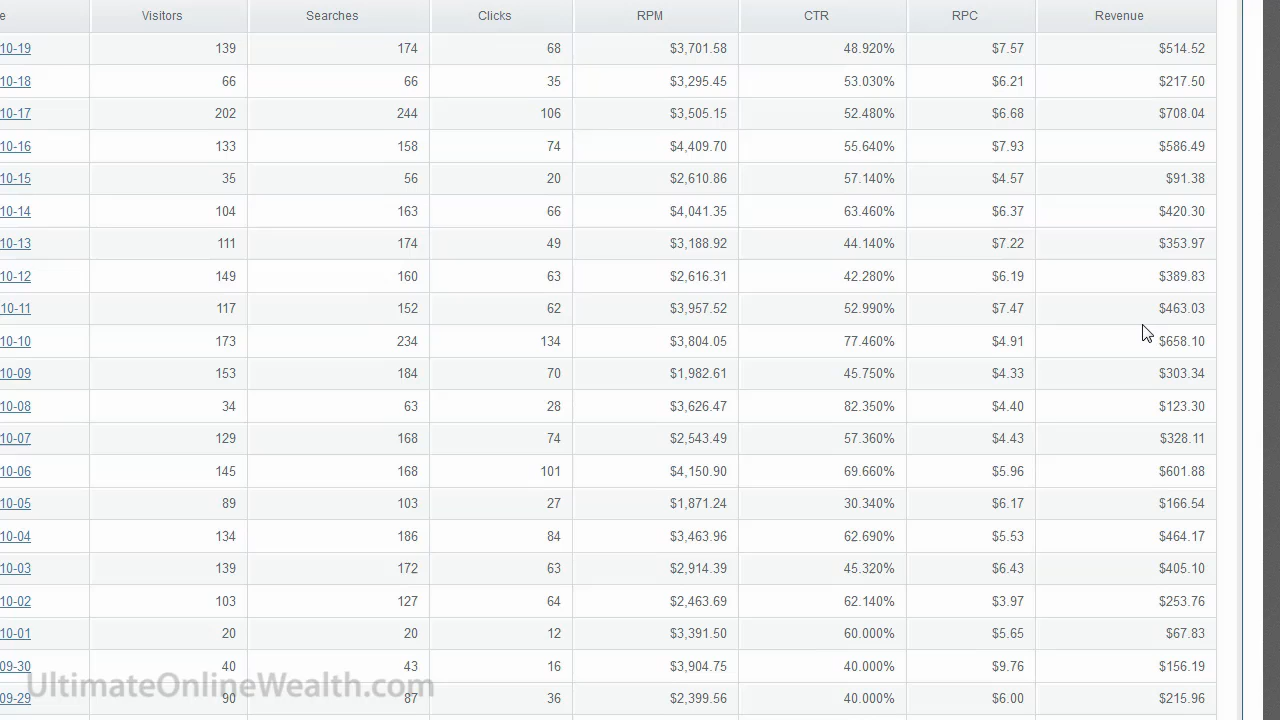 e Visitors Searches Clicks RPM CTR RPC Revenue
10-19 139 174 68 $3,701.58 48.920% $7.57 $514.52
10-18 66 66 35 $3,295.45 53.030% $6.21 $217.50
10-17 202 244 106 $3,505.15 52.480% $6.68 $708.04
10-16 133 158 74 $4,409.70 55.640% $7.93 $586.49
10-15 35 56 20 $2,610.86 57.140% $4.57 $91.38
10-14 104 163 66 $4,041.35 63.460% $6.37 $420.30
10-13 111 174 49 $3,188.92 44.140% $7.22 $353.97
10-12 149 160 63 $2,616.31 42.280% $6.19 $389.83
10-11 117 152 62 $3,957.52 52.990% $7.47 $463.03
10-10 173 234 134 $3,804.05 77.460% $4.91 $658.10
10-09 153 184 70 $1,982.61 45.750% $4.33 $303.34
10-08 34 63 28 $3,626.47 82.350% $4.40 $123.30
10-07 129 168 74 $2,543.49 57.360% $4.43 $328.11
10-06 145 168 101 $4,150.90 69.660% $5.96 $601.88
10-05 89 103 27 $1,871.24 30.340% $6.17 $166.54
10-04 134 186 84 $3,463.96 62.690% $5.53 $464.17
10-03 139 172 63 $2,914.39 45.320% $6.43 $405.10
10-02 103 127 64 $2,463.69 62.140% $3.97 $253.76
10-01 20 20 12 $3,391.50 60.000% $5.65 $67.83
09-30 40 43 16 $3,904.75 40.000% $9.76 $156.19
UltimateOnlineWealth.com
09-29 90 87 36 $2,399.56 40.000% $6.00 $215.96